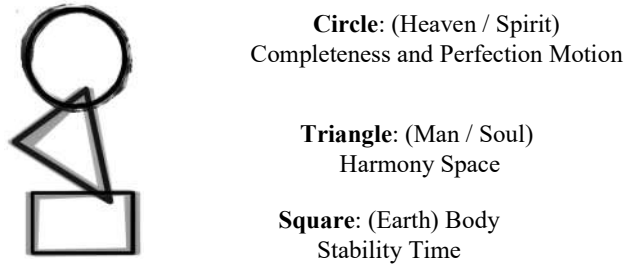 Circle: (Heaven / Spirit)
Completeness and Perfection Motion
Triangle: (Man / Soul)
Harmony Space
Square: (Earth) Body
Stability Time